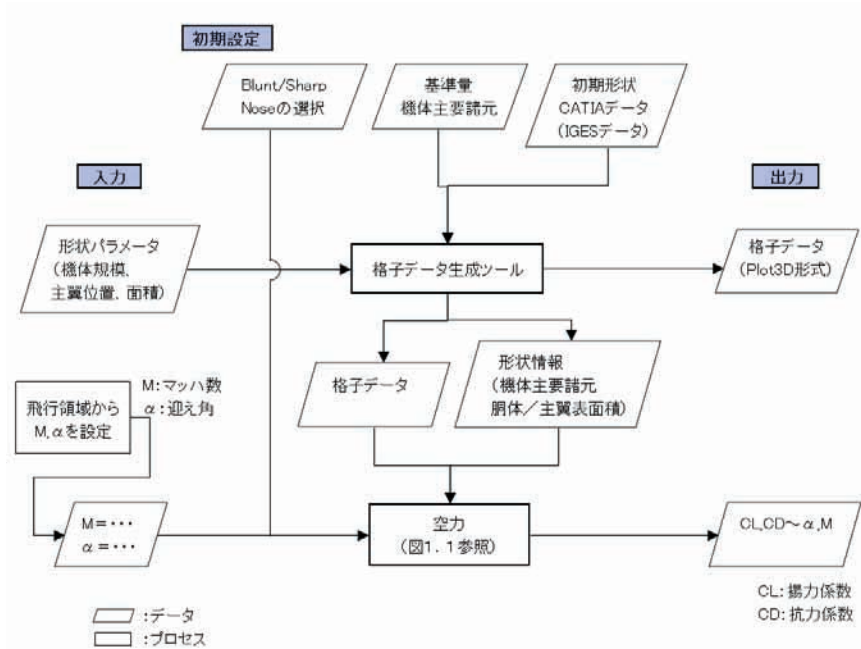 初期設定
Blunt/Sharp
Noseの選択
基準量
機体主要諸元
初期形状
CATIAデータ
(IGESデータ)
入力
出力
形状パラメータ
(機体規模、
主翼位置、面積)
格子データ生成ツール
格子データ
(Plot3D形式)
格子データ
形状情報
(機体主要諸元
胴体/主翼表面積)
飛行領域から
M,αを設定
M:マッハ数
α:迎え角
M=・・・
α=・・・
空力
(図1.1参照)
CL,CD～α,M
CL:揚力係数
CD:抗力係数
:データ
:プロセス